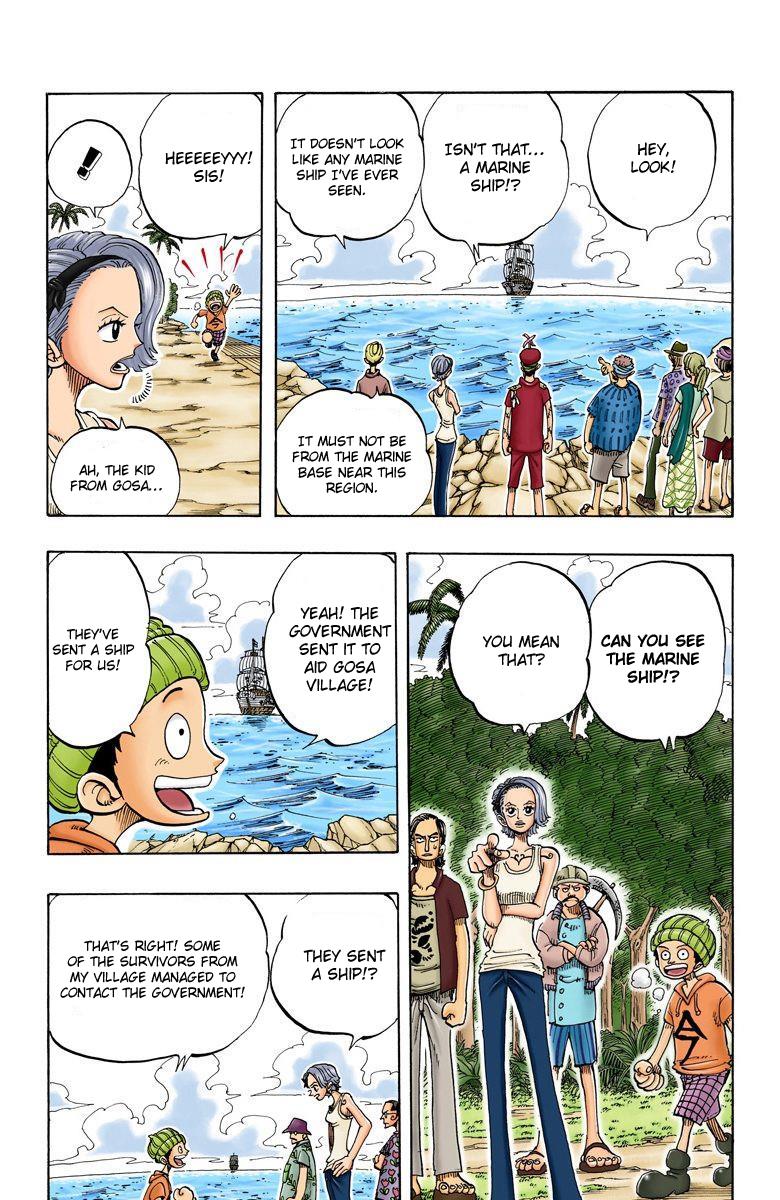 HEY,
LOOK!
ISN'T THAT...
A MARINE
SHIP!?
IT DOESN'T LOOK
LIKE ANY MARINE
SHIP I'VE EVER
SEEN.
IT MUST NOT BE
FROM THE MARINE
BASE NEAR THIS
REGION.
HEEEEEYYY!
SIS!
!
AH, THE KID
FROM GOSA...
CAN YOU SEE
THE MARINE
SHIP!?
YOU MEAN
THAT?
YEAH! THE
GOVERNMENT
SENT IT TO
AID GOSA
VILLAGE!
THEY'VE
SENT A SHIP
FOR US!
THEY SENT
A SHIP!?
THAT'S RIGHT! SOME
OF THE SURVIVORS FROM
MY VILLAGE MANAGED TO
CONTACT THE GOVERNMENT!